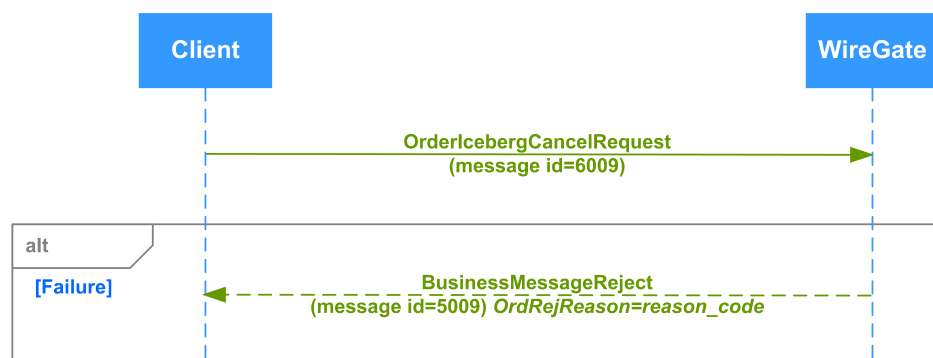 Client
WireGate
OrderIcebergCancelRequest
(message id=6009)
alt
[Failure]
BusinessMessageReject
(message id=5009) OrdRejReason=reason_code